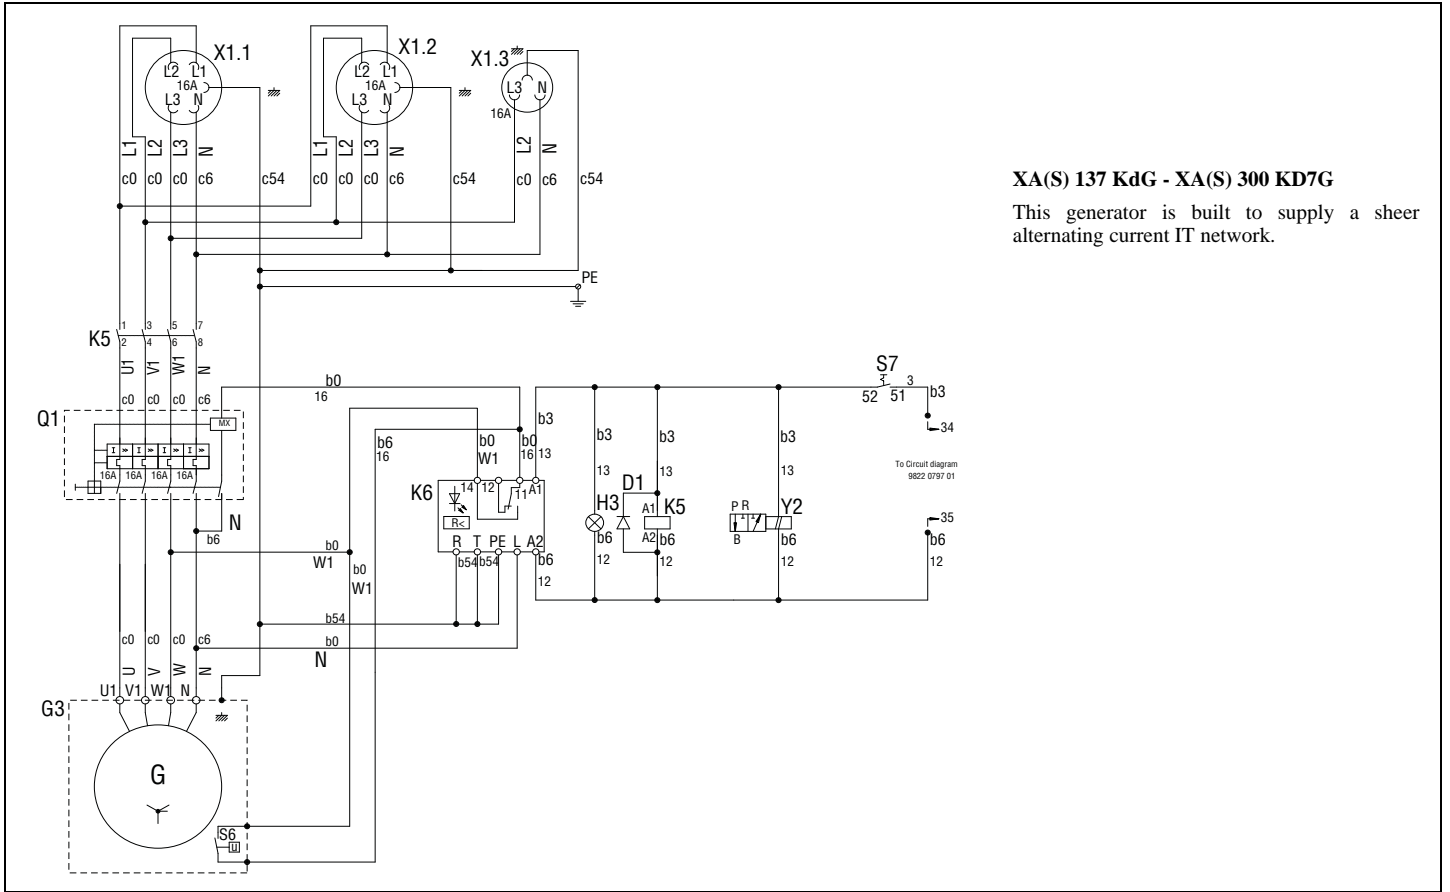 X1.1
X1.2
X1.3
L2 L1
16A
L3 N
L2 L1
16A
L3 N
L3 N
16A
L1 L2 L3 N
c0 c0 c0 c6 c54
L1 L2 L3 N
c0 c0 c0 c6 c54
L2 N
c0 c6 c54
XA(S) 137 KdG - XA(S) 300 KD7G
This generator is built to supply a sheer
alternating current IT network.
PE
K5
1 3 5 7
2 4 6 8
U1 V1 W1 N
c0 c0 c0 c6
Q1
MX
I » I » I » I »
16A 16A 16A 16A
N
b6
b0
16
b6
16
b0
W1
b0
16
b3
13
K6
14 12 11 A1
R<
R T PE L A2
b54 b54
b6
12
b3
13
H3
b6
12
D1
b3
13
A1 K5
A2 b6
12
b3
13
P R
B
Y2
b6
12
S7
52 51
3
b3
34
To Circuit diagram
9822 0797 01
35
b6
12
b0
W1
b0
W1
b54
b0
N
c0 c0 c0 c6
U V W N
U1 V1 W1 N
G3
G
S6
U